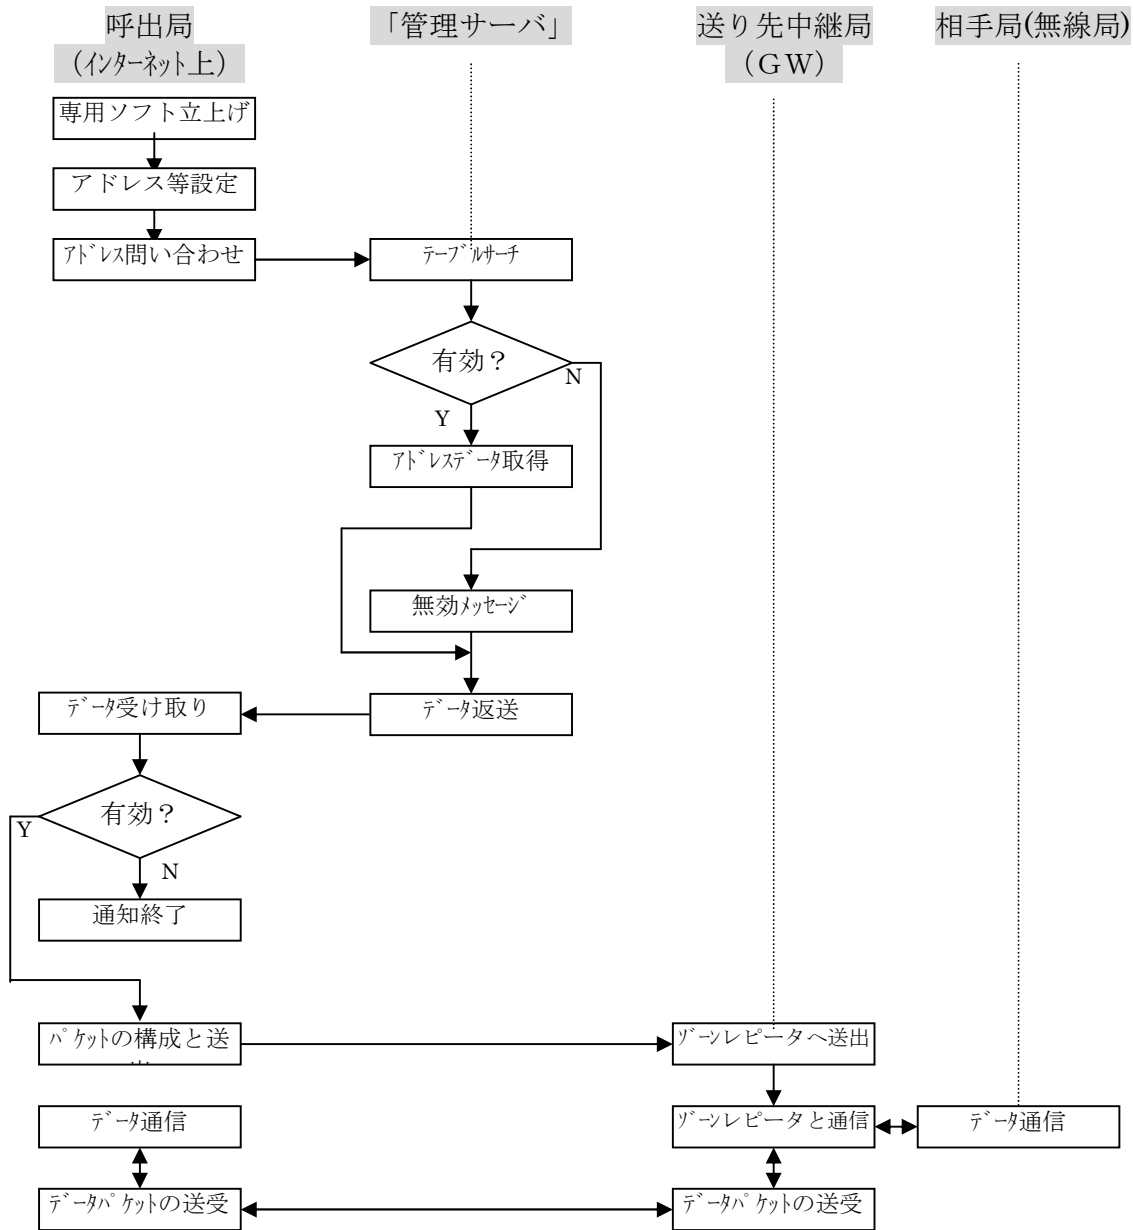 呼出局
（ｲﾝﾀｰﾈｯﾄ上）
「管理サーバ」
送り先中継局
（ＧＷ）
相手局(無線局)
専用ソフト立上げ
アドレス等設定
ｱﾄﾞﾚｽ問い合わせ
ﾃｰﾌﾞﾙｻｰﾁ
有効？
N
Y
ｱﾄﾞﾚｽﾃﾞｰﾀ取得
無効ﾒｯｾｰｼﾞ
ﾃﾞｰﾀ受け取り
ﾃﾞｰﾀ返送
有効？
Y
N
通知終了
ﾊﾟｹｯﾄの構成と送
ｿﾞｰﾝレピータへ送出
ﾃﾞｰﾀ通信
ｿﾞｰﾝレピータと通信
ﾃﾞｰﾀ通信
ﾃﾞｰﾀﾊﾟｹｯﾄの送受
ﾃﾞｰﾀﾊﾟｹｯﾄの送受